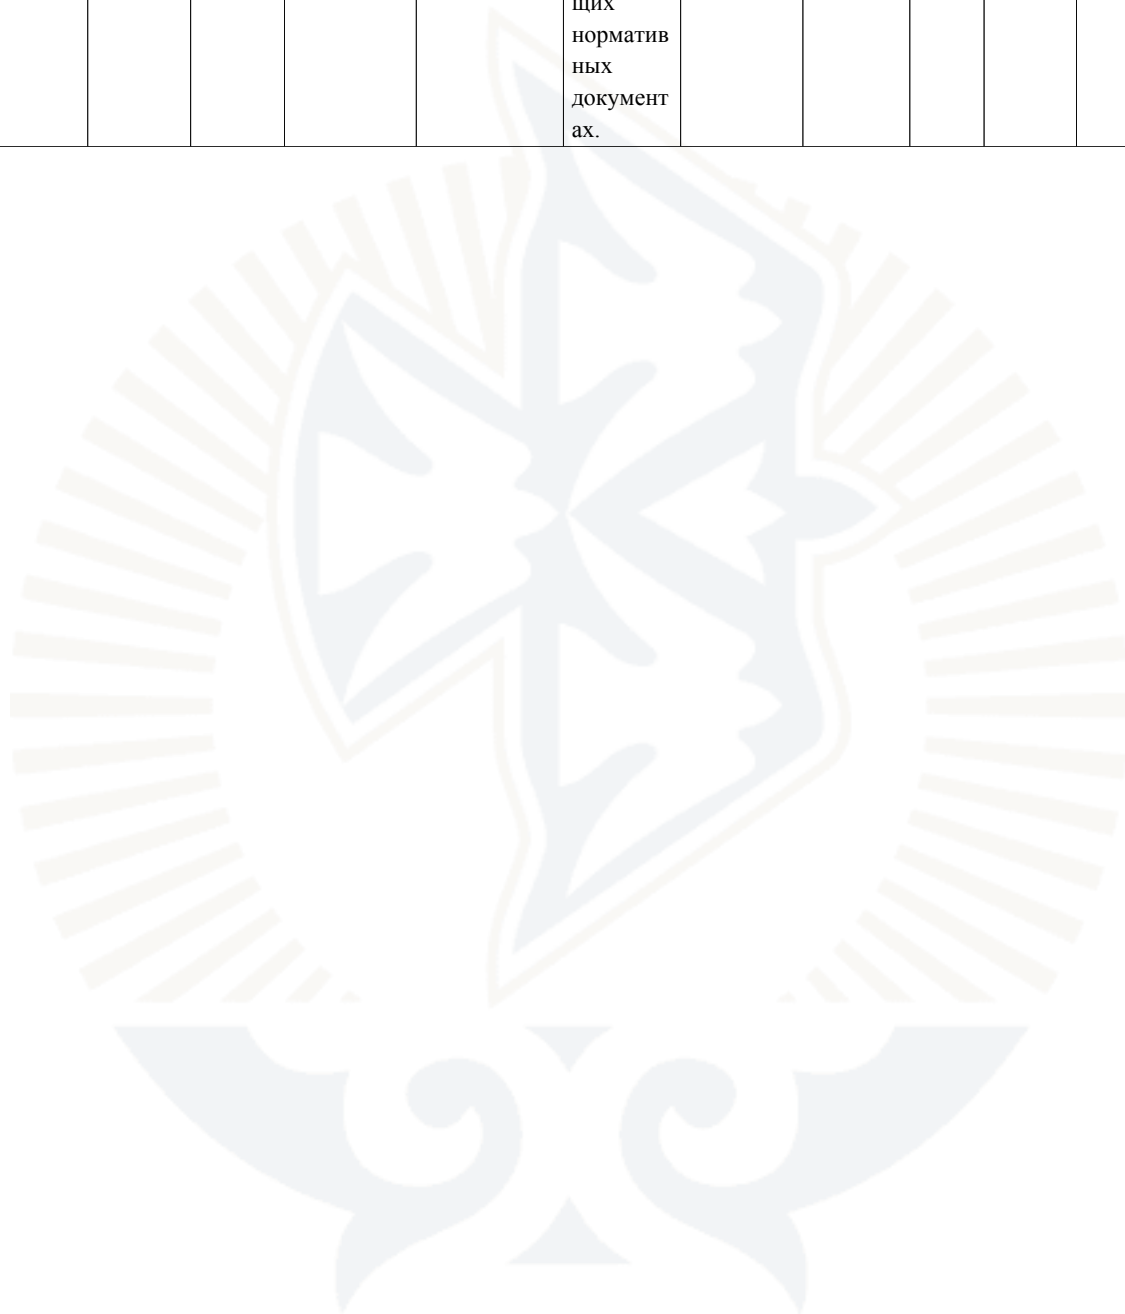 щих
норматив
ных
документ
ах.